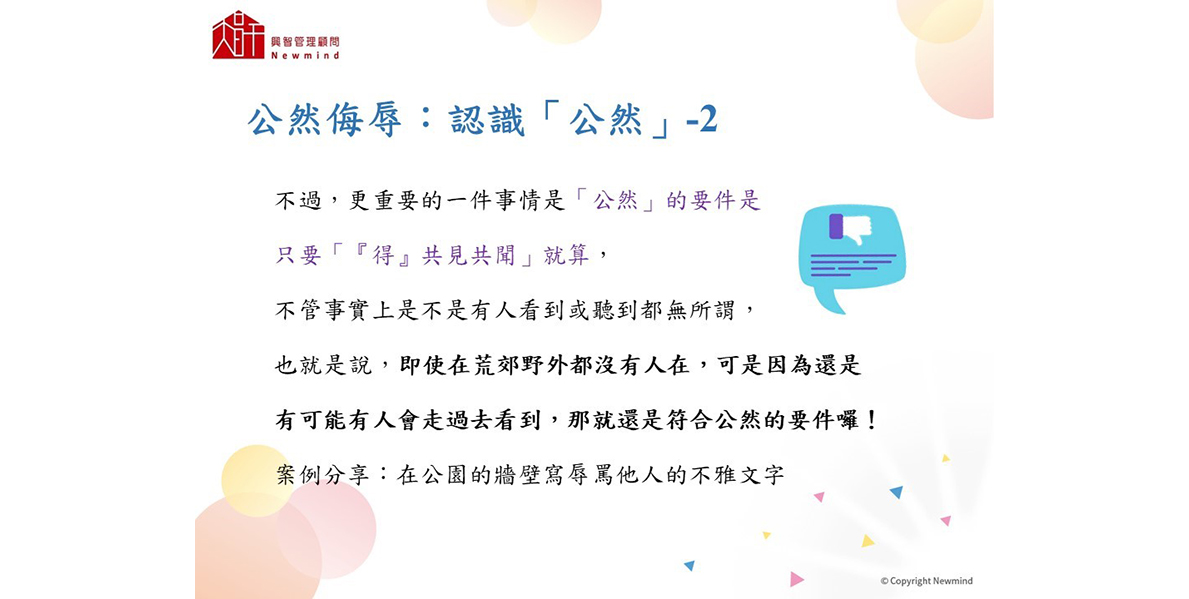 興智管理顧問
Newmind
公然侮辱：認識「公然」-2
不過，更重要的一件事情是「公然」的要件是
只要「『得』共見共聞」就算，
不管事實上是不是有人看到或聽到都無所謂，
也就是說，即使在荒郊野外都沒有人在，可是因為還是
有可能有人會走過去看到，那就還是符合公然的要件囉！
案例分享：在公園的牆壁寫辱罵他人的不雅文字
© Copyright Newmind